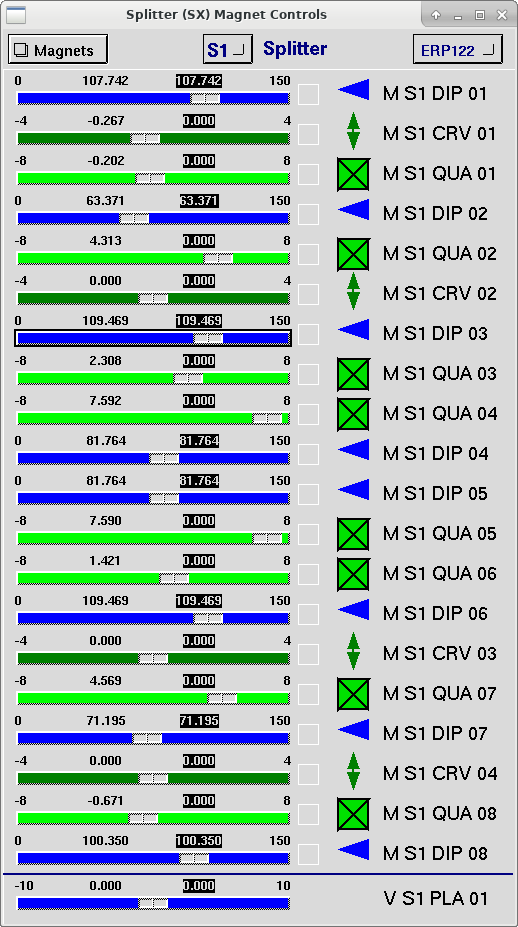 Splitter (SX) Magnet Controls
Magnets S1 Splitter ERP122
0 107.742 107.742 150 M S1 DIP 01
-4 -0.267 0.000 4 M S1 CRV 01
-8 -0.202 0.000 8 M S1 QUA 01
0 63.371 63.371 150 M S1 DIP 02
-8 4.313 0.000 8 M S1 QUA 02
-4 0.000 0.000 4 M S1 CRV 02
0 109.469 109.469 150 M S1 DIP 03
-8 2.308 0.000 8 M S1 QUA 03
-8 7.592 0.000 8 M S1 QUA 04
0 81.764 81.764 150 M S1 DIP 04
0 81.764 81.764 150 M S1 DIP 05
-8 7.590 0.000 8 M S1 QUA 05
-8 1.421 0.000 8 M S1 QUA 06
0 109.469 109.469 150 M S1 DIP 06
-4 0.000 0.000 4 M S1 CRV 03
-8 4.569 0.000 8 M S1 QUA 07
0 71.195 71.195 150 M S1 DIP 07
-4 0.000 0.000 4 M S1 CRV 04
-8 -0.671 0.000 8 M S1 QUA 08
0 100.350 100.350 150 M S1 DIP 08
-10 0.000 0.000 10 V S1 PLA 01